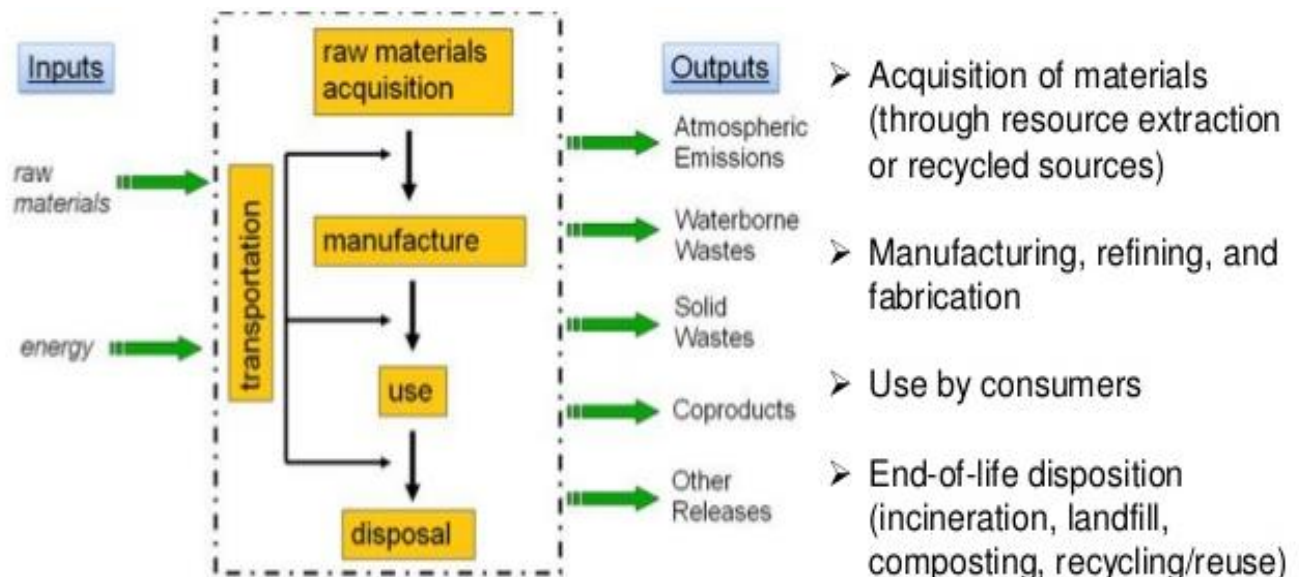 Inputs
raw
materials
energy
transportation
raw materials
acquisition
manufacture
use
disposal
Outputs
Atmospheric
Emissions
Waterborne
Wastes
Solid
Wastes
Coproducts
Other
Releases
➢ Acquisition of materials
(through resource extraction
or recycled sources)
➢ Manufacturing, refining, and
fabrication
➢ Use by consumers
➢ End-of-life disposition
(incineration, landfill,
composting, recycling/reuse)